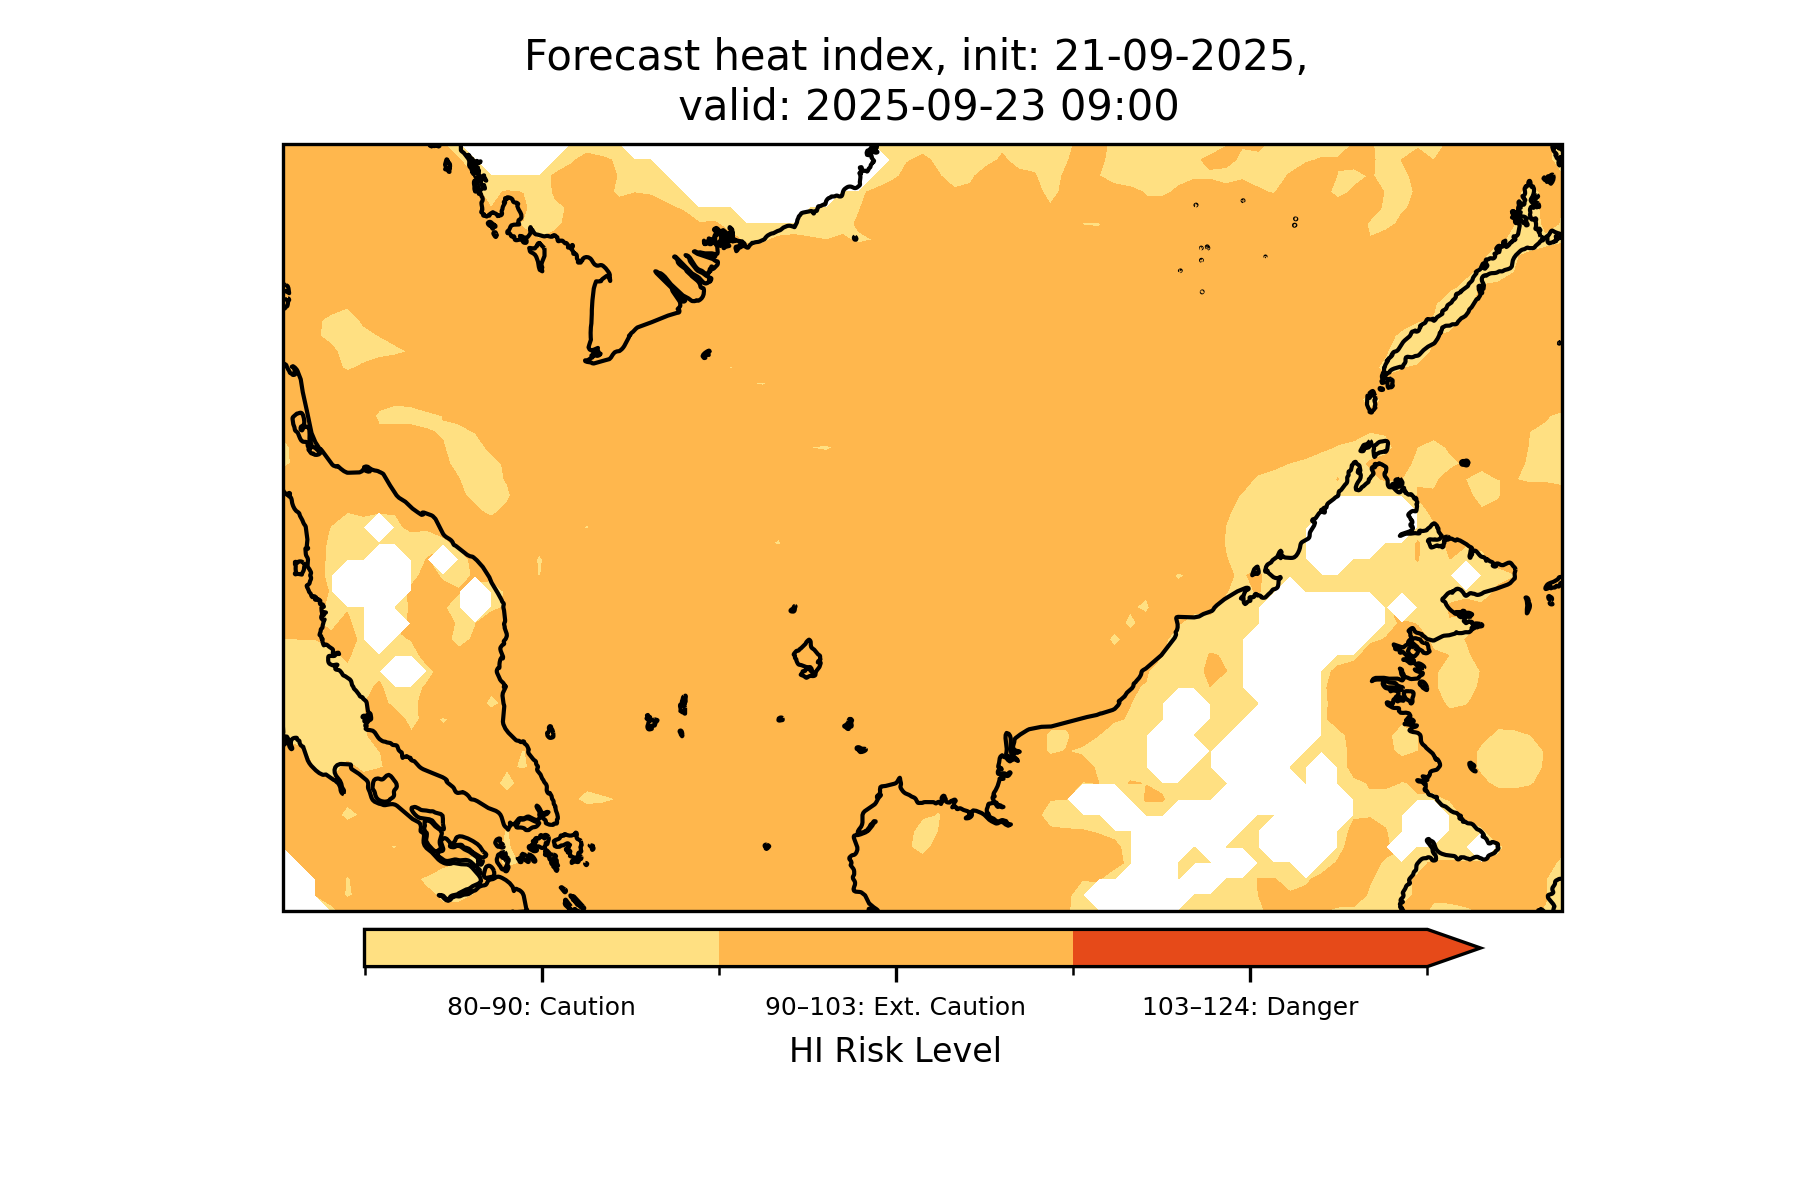 Forecast heat index, init: 21-09-2025,
valid: 2025-09-23 09:00
80–90: Caution
90–103: Ext. Caution
103–124: Danger
HI Risk Level